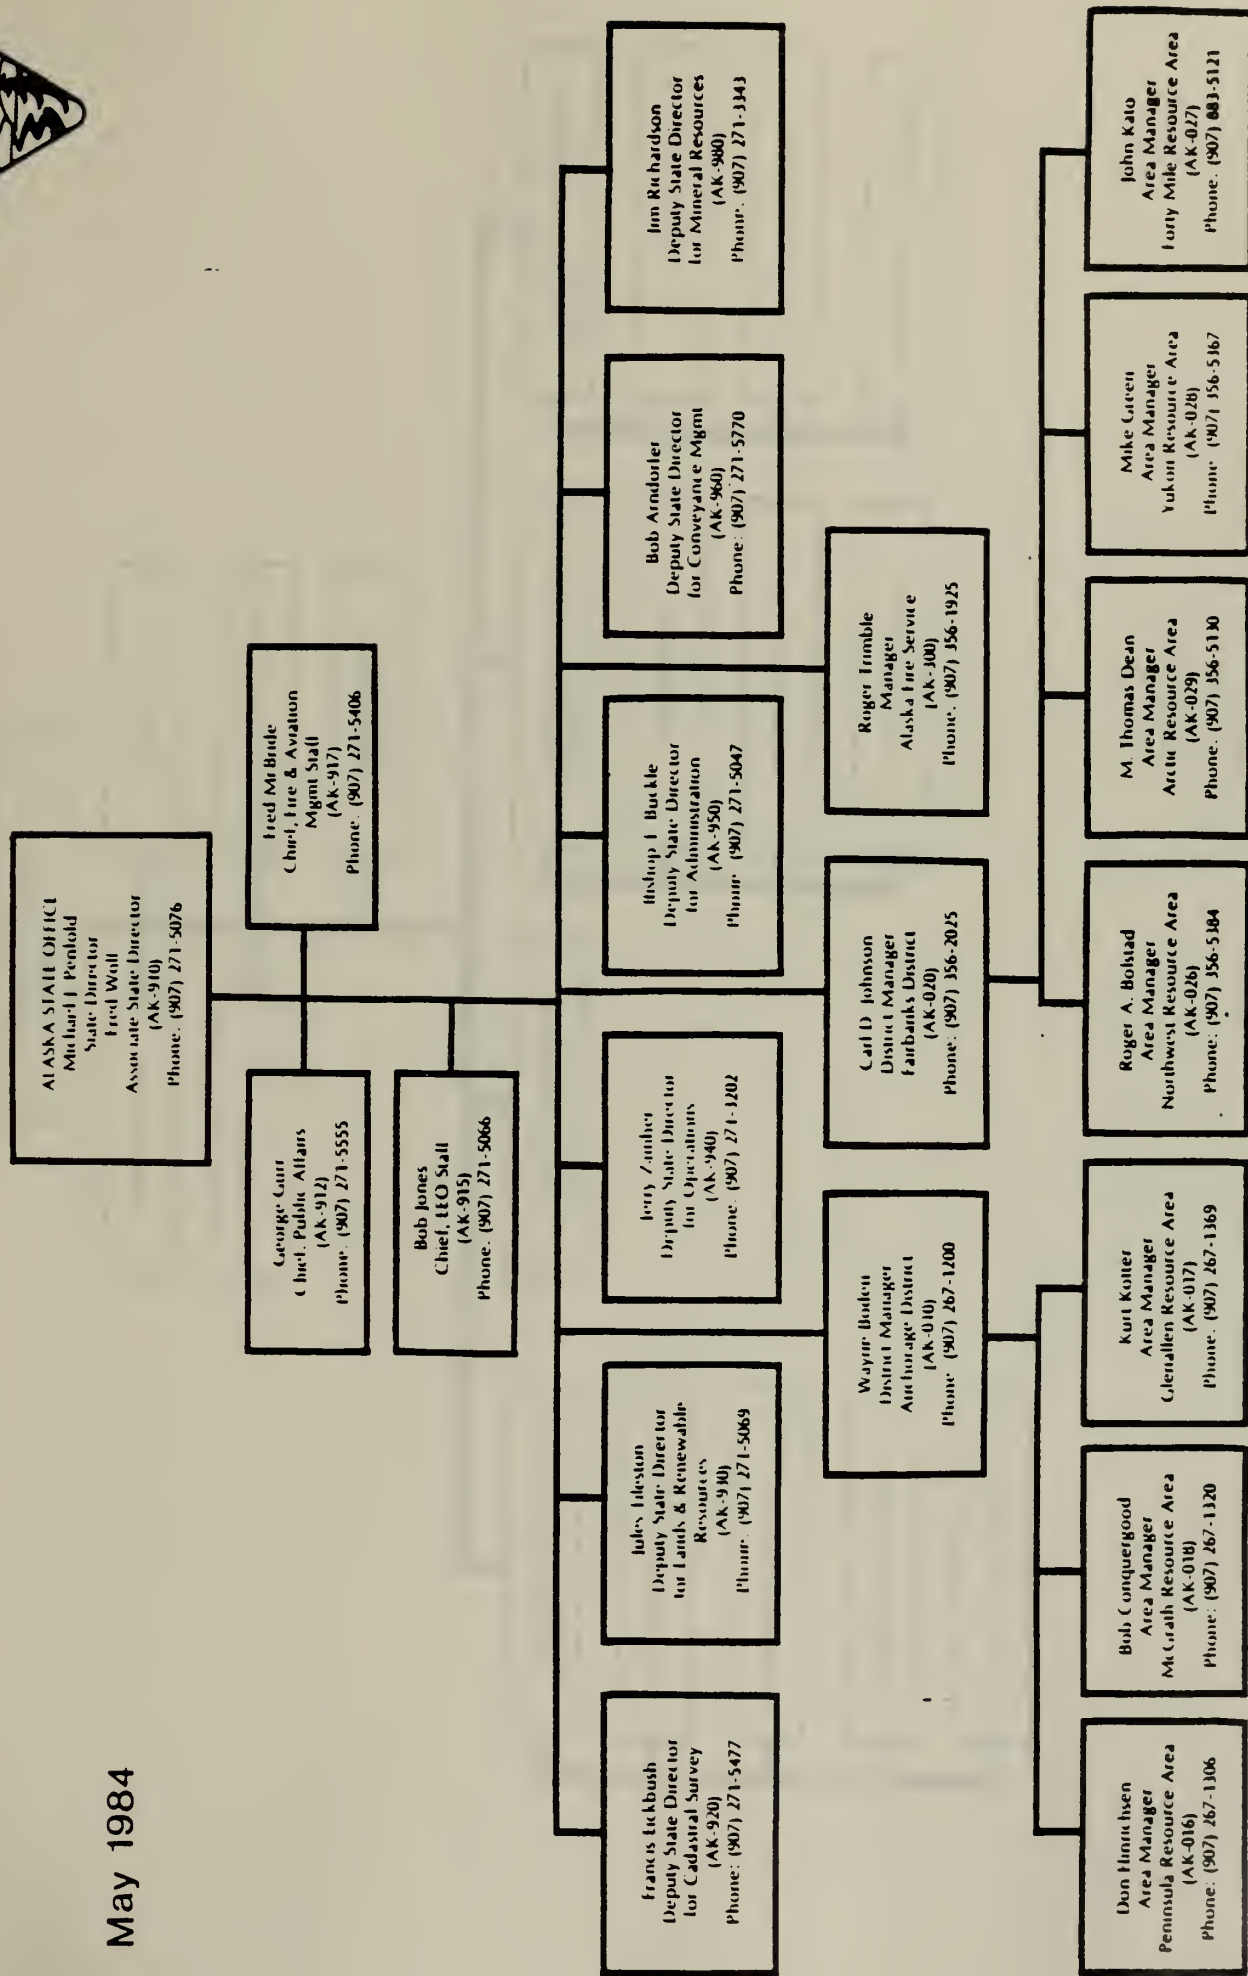 May 1984
ALASKA STATE OFFICE
Michael J. Penfold
State Director
Fred Wolf
Associate State Director
(AK-910)
Phone: (907) 271-5076
George Gurr
Chief, Public Affairs
(AK-912)
Phone: (907) 271-5555
Fred McBride
Chief, Fire & Aviation
Mgmt Staff
(AK-917)
Phone: (907) 271-5406
Bob Jones
Chief, EEO Staff
(AK-915)
Phone: (907) 271-5066
Francis Eickbush
Deputy State Director
for Cadastral Survey
(AK-920)
Phone: (907) 271-5477
Jules Tileston
Deputy State Director
for Lands & Renewable
Resources
(AK-930)
Phone: (907) 271-5069
Jerry
Deputy State Director
for Operations
(AK-940)
Phone: (907) 271-3202
Bishop Buckle
Deputy State Director
for Administration
(AK-950)
Phone: (907) 271-5047
Bob Arndorfer
Deputy State Director
for Conveyance Mgmt
(AK-960)
Phone: (907) 271-5770
Jim Richardson
Deputy State Director
for Mineral Resources
(AK-980)
Phone: (907) 271-3343
Wayne Boden
District Manager
Anchorage District
(AK-010)
Phone: (907) 267-1200
Carl D. Johnson
District Manager
Fairbanks District
(AK-020)
Phone: (907) 356-2025
Roger Trimble
Manager
Alaska Fire Service
(AK-300)
Phone: (907) 356-1925
Don Hinrichsen
Area Manager
Peninsula Resource Area
(AK-016)
Phone: (907) 267-1306
Bob Conquergood
Area Manager
McGrath Resource Area
(AK-018)
Phone: (907) 267-1320
Kurt Kotter
Area Manager
Glenallen Resource Area
(AK-017)
Phone: (907) 267-1369
Roger A. Bolstad
Area Manager
Northwest Resource Area
(AK-026)
Phone: (907) 356-5384
M. Thomas Dean
Area Manager
Arctic Resource Area
(AK-029)
Phone: (907) 356-5130
Mike Green
Area Manager
Yukon Resource Area
(AK-028)
Phone: (907) 356-5367
John Kato
Area Manager
Forty Mile Resource Area
(AK-027)
Phone: (907) 883-5121